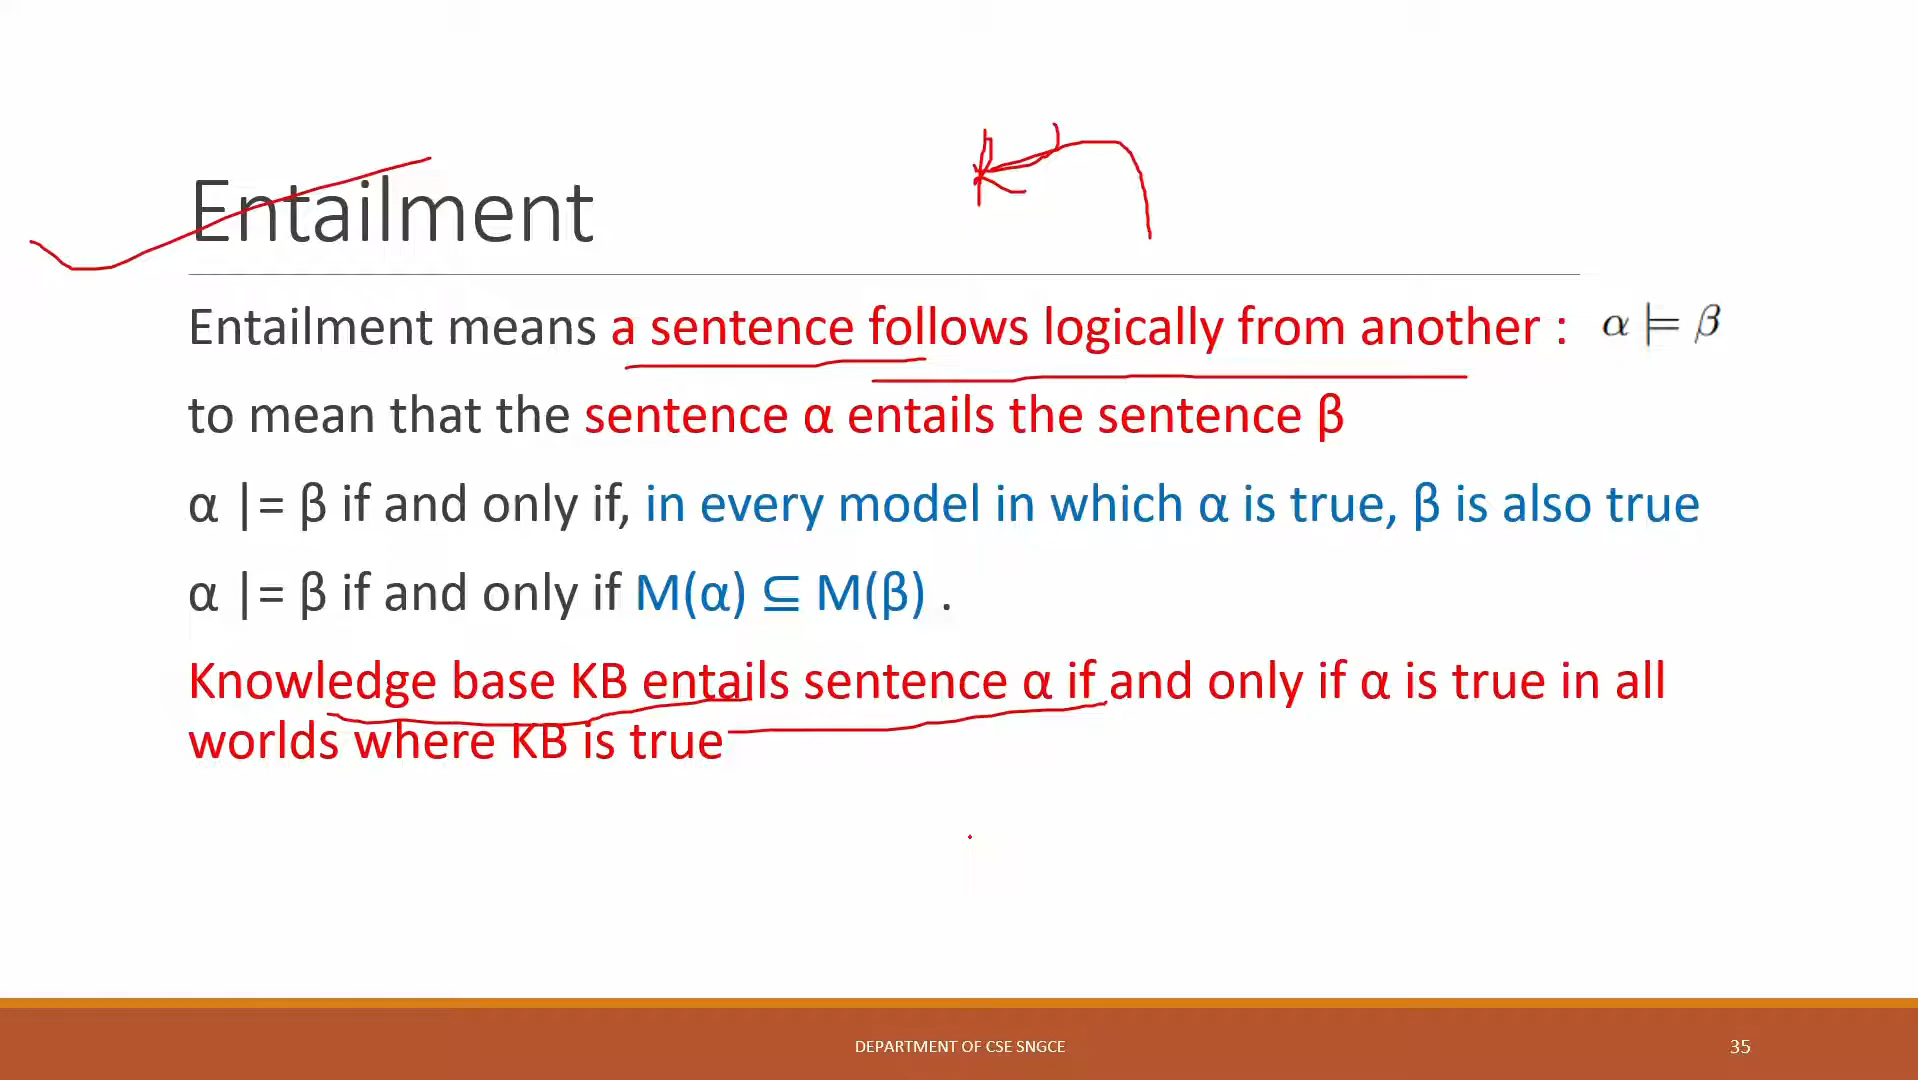 Entailment
Entailment means a sentence follows logically from another : α ⊨ β
to mean that the sentence α entails the sentence β
α |= β if and only if, in every model in which α is true, β is also true
α |= β if and only if M(α) ⊆ M(β) .
Knowledge base KB entails sentence α if and only if α is true in all
worlds where KB is true
DEPARTMENT OF CSE SNGCE
35